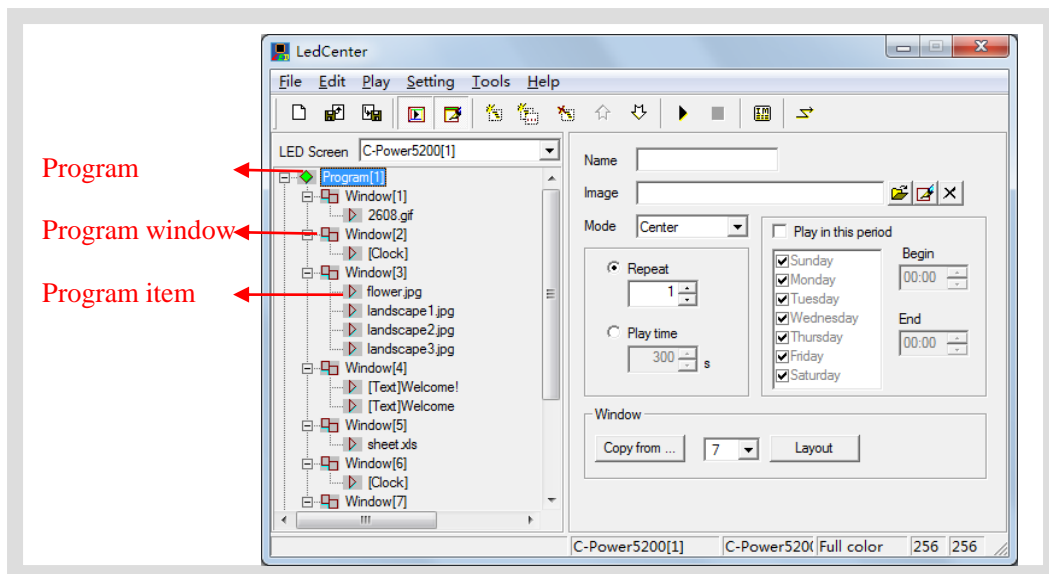 LedCenter
File Edit Play Setting Tools Help
LED Screen C-Power5200[1]
Program
Program window
Program item
Program[1]
Window[1]
2608.gif
Window[2]
[Clock]
Window[3]
flower.jpg
landscape1.jpg
landscape2.jpg
landscape3.jpg
Window[4]
[Text]Welcome!
[Text]Welcome
Window[5]
sheet.xls
Window[6]
[Clock]
Window[7]
Name
Image
Mode Center
Repeat
1
Play time
300 s
Play in this period
Sunday
Monday
Tuesday
Wednesday
Thursday
Friday
Saturday
Begin
00:00
End
00:00
Window
Copy from ... 7 Layout
C-Power5200[1] C-Power520( Full color 256 256